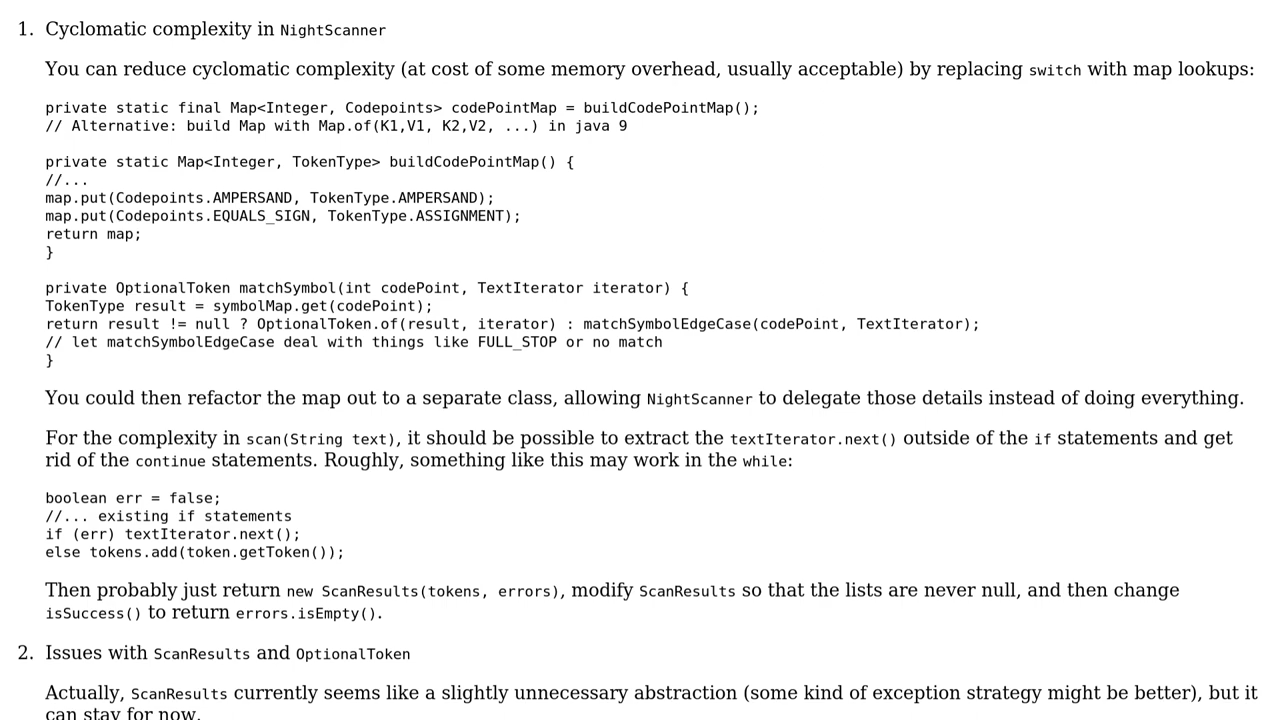 1. Cyclomatic complexity in NightScanner
You can reduce cyclomatic complexity (at cost of some memory overhead, usually acceptable) by replacing switch with map lookups:
private static final Map<Integer, Codepoints> codePointMap = buildCodePointMap();
// Alternative: build Map with Map.of(K1,V1, K2,V2, ...) in java 9
private static Map<Integer, TokenType> buildCodePointMap() {
//...
map.put(Codepoints.AMPERSAND, TokenType.AMPERSAND);
map.put(Codepoints.EQUALS_SIGN, TokenType.ASSIGNMENT);
return map;
}
private OptionalToken matchSymbol(int codePoint, TextIterator iterator) {
TokenType result = symbolMap.get(codePoint);
return result != null ? OptionalToken.of(result, iterator) : matchSymbolEdgeCase(codePoint, TextIterator);
// let matchSymbolEdgeCase deal with things like FULL_STOP or no match
}
You could then refactor the map out to a separate class, allowing NightScanner to delegate those details instead of doing everything.
For the complexity in scan(String text), it should be possible to extract the textIterator.next() outside of the if statements and get
rid of the continue statements. Roughly, something like this may work in the while:
boolean err = false;
//... existing if statements
if (err) textIterator.next();
else tokens.add(token.getToken());
Then probably just return new ScanResults(tokens, errors), modify ScanResults so that the lists are never null, and then change
isSuccess() to return errors.isEmpty().
2. Issues with ScanResults and OptionalToken
Actually, ScanResults currently seems like a slightly unnecessary abstraction (some kind of exception strategy might be better), but it
can stay for now.